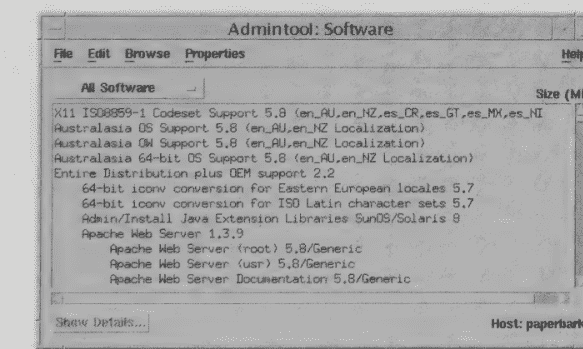 Admintool: Software
File Edit Browse Properties Help
All Software
Size (M
X11 ISO8859-1 Codeset Support 5.8 (en_AU,en_NZ,es_CR,es_GT,es_MX,es_NI
Australasia OS Support 5.8 (en_AU,en_NZ Localization)
Australasia OW Support 5.8 (en_AU,en_NZ Localization)
Australasia 64-bit OS Support 5.8 (en_AU,en_NZ Localization)
Entire Distribution plus OEM support 2.2
64-bit iconv conversion for Eastern European locales 5.7
64-bit iconv conversion for ISO Latin character sets 5.7
Admin/Install Java Extension Libraries SunOS/Solaris 8
Apache Web Server 1.3.9
Apache Web Server (root) 5.8/Generic
Apache Web Server (usr) 5.8/Generic
Apache Web Server Documentation 5.8/Generic
Show Details...
Host: paperbark